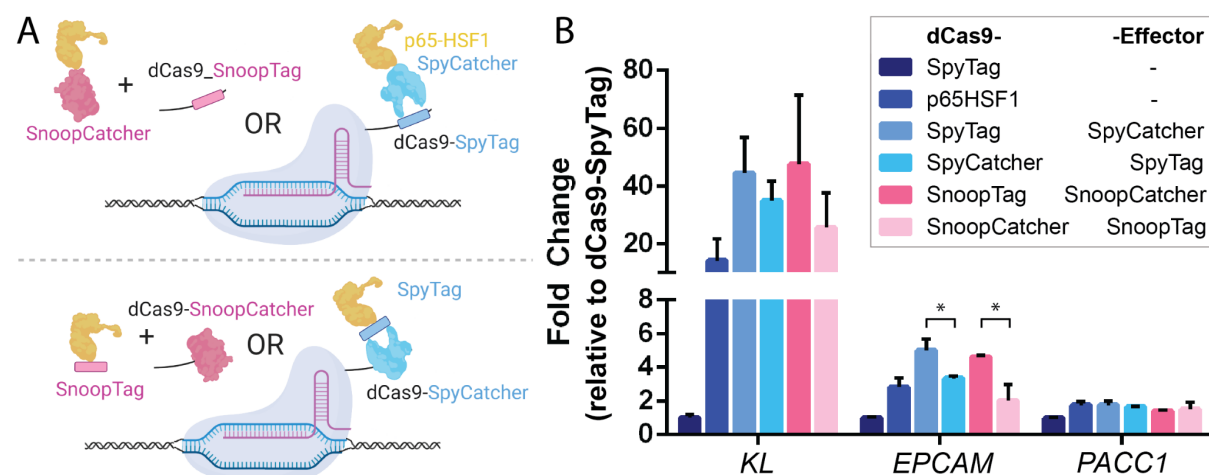 A
p65-HSF1
SpyCatcher
+
dCas9_SnoopTag
SnoopCatcher
OR
dCas9-SpyTag
dCas9-SnoopCatcher
SpyTag
+
OR
SnoopTag
dCas9-SpyCatcher
B
Fold Change
(relative to dCas9-SpyTag)
80
60
40
20
8
6
4
2
0
* *
KL EPCAM PACC1
dCas9- -Effector
SpyTag -
p65HSF1 -
SpyTag SpyCatcher
SpyCatcher SpyTag
SnoopTag SnoopCatcher
SnoopCatcher SnoopTag